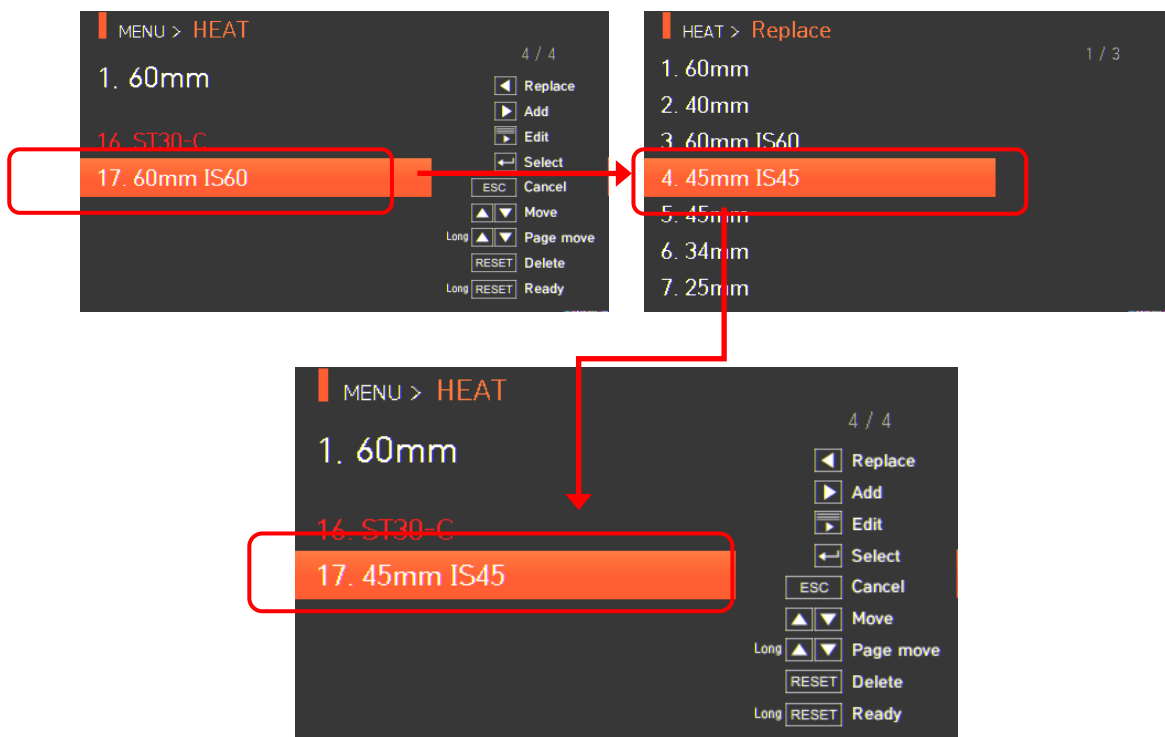 MENU > HEAT
4 / 4
1. 60mm
16. ST30-C
17. 60mm IS60
Replace
Add
Edit
Select
ESC Cancel
Move
Long Page move
RESET Delete
Long RESET Ready
HEAT > Replace
1 / 3
1. 60mm
2. 40mm
3. 60mm IS60
4. 45mm IS45
5. 45mm
6. 34mm
7. 25mm
MENU > HEAT
4 / 4
1. 60mm
16. ST30-C
17. 45mm IS45
Replace
Add
Edit
Select
ESC Cancel
Move
Long Page move
RESET Delete
Long RESET Ready